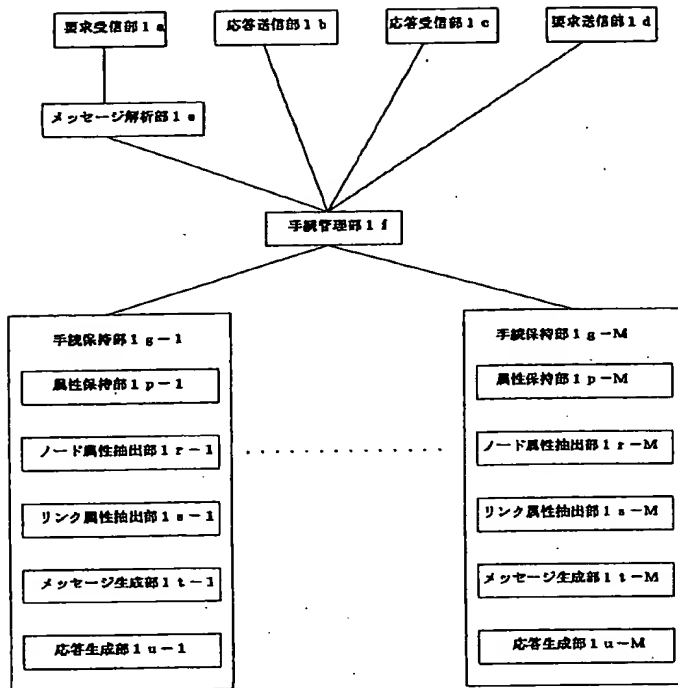 要求受信部1a
応答送信部1b
応答受信部1c
要求送信部1d
メッセージ解析部1e
手続管理部1f
手続保持部1g-1
属性保持部1p-1
ノード属性抽出部1r-1
リンク属性抽出部1s-1
メッセージ生成部1t-1
応答生成部1u-1
手続保持部1g-M
属性保持部1p-M
ノード属性抽出部1r-M
リンク属性抽出部1s-M
メッセージ生成部1t-M
応答生成部1u-M